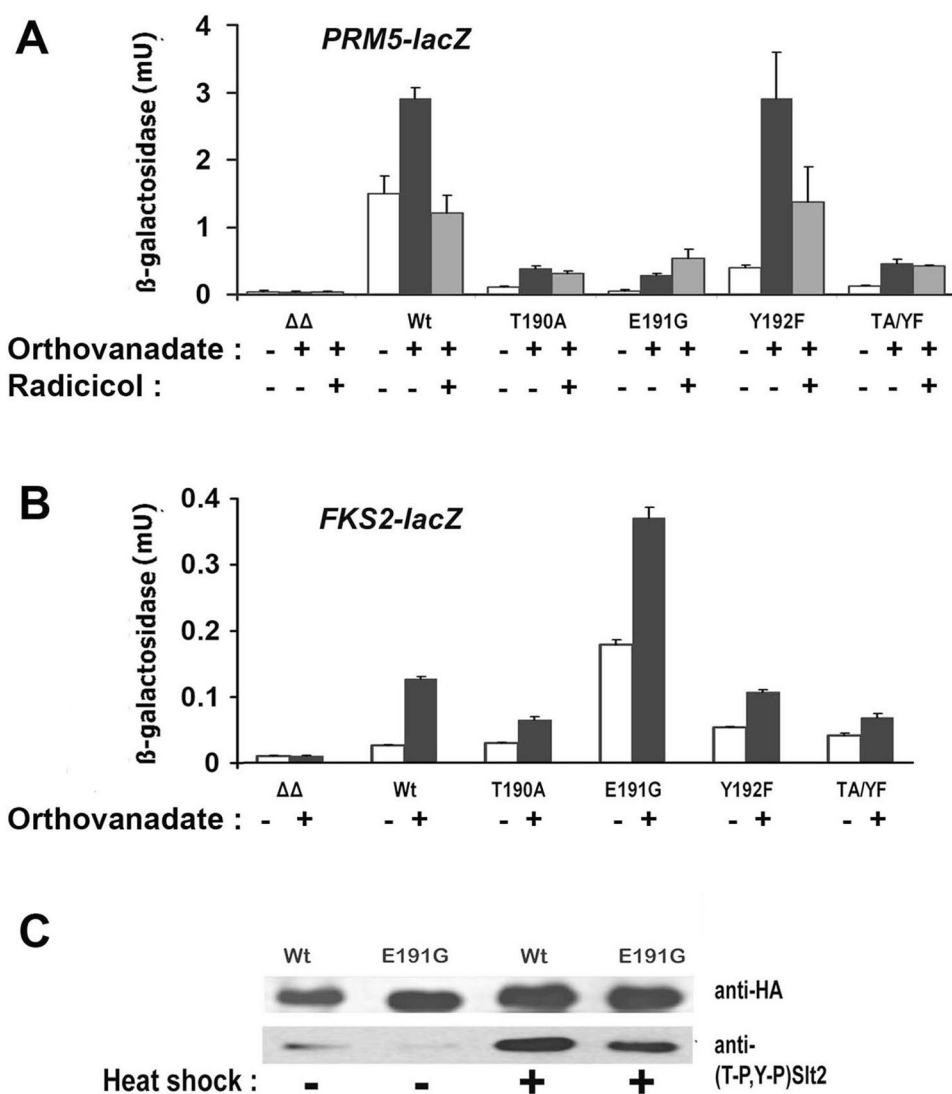 A
PRM5-lacZ
ß-galactosidase (mU)
4
3
2
1
0
ΔΔ Wt T190A E191G Y192F TA/YF
Orthovanadate : - + + - + + - + + - + + - + + - + +
Radicicol : - - + - - + - - + - - + - - + - - +
B
FKS2-lacZ
ß-galactosidase (mU)
0.4
0.3
0.2
0.1
0
ΔΔ Wt T190A E191G Y192F TA/YF
Orthovanadate : - + - + - + - + - + - +
C
Wt E191G Wt E191G
anti-HA
anti-
(T-P,Y-P)Slt2
Heat shock : - - + +